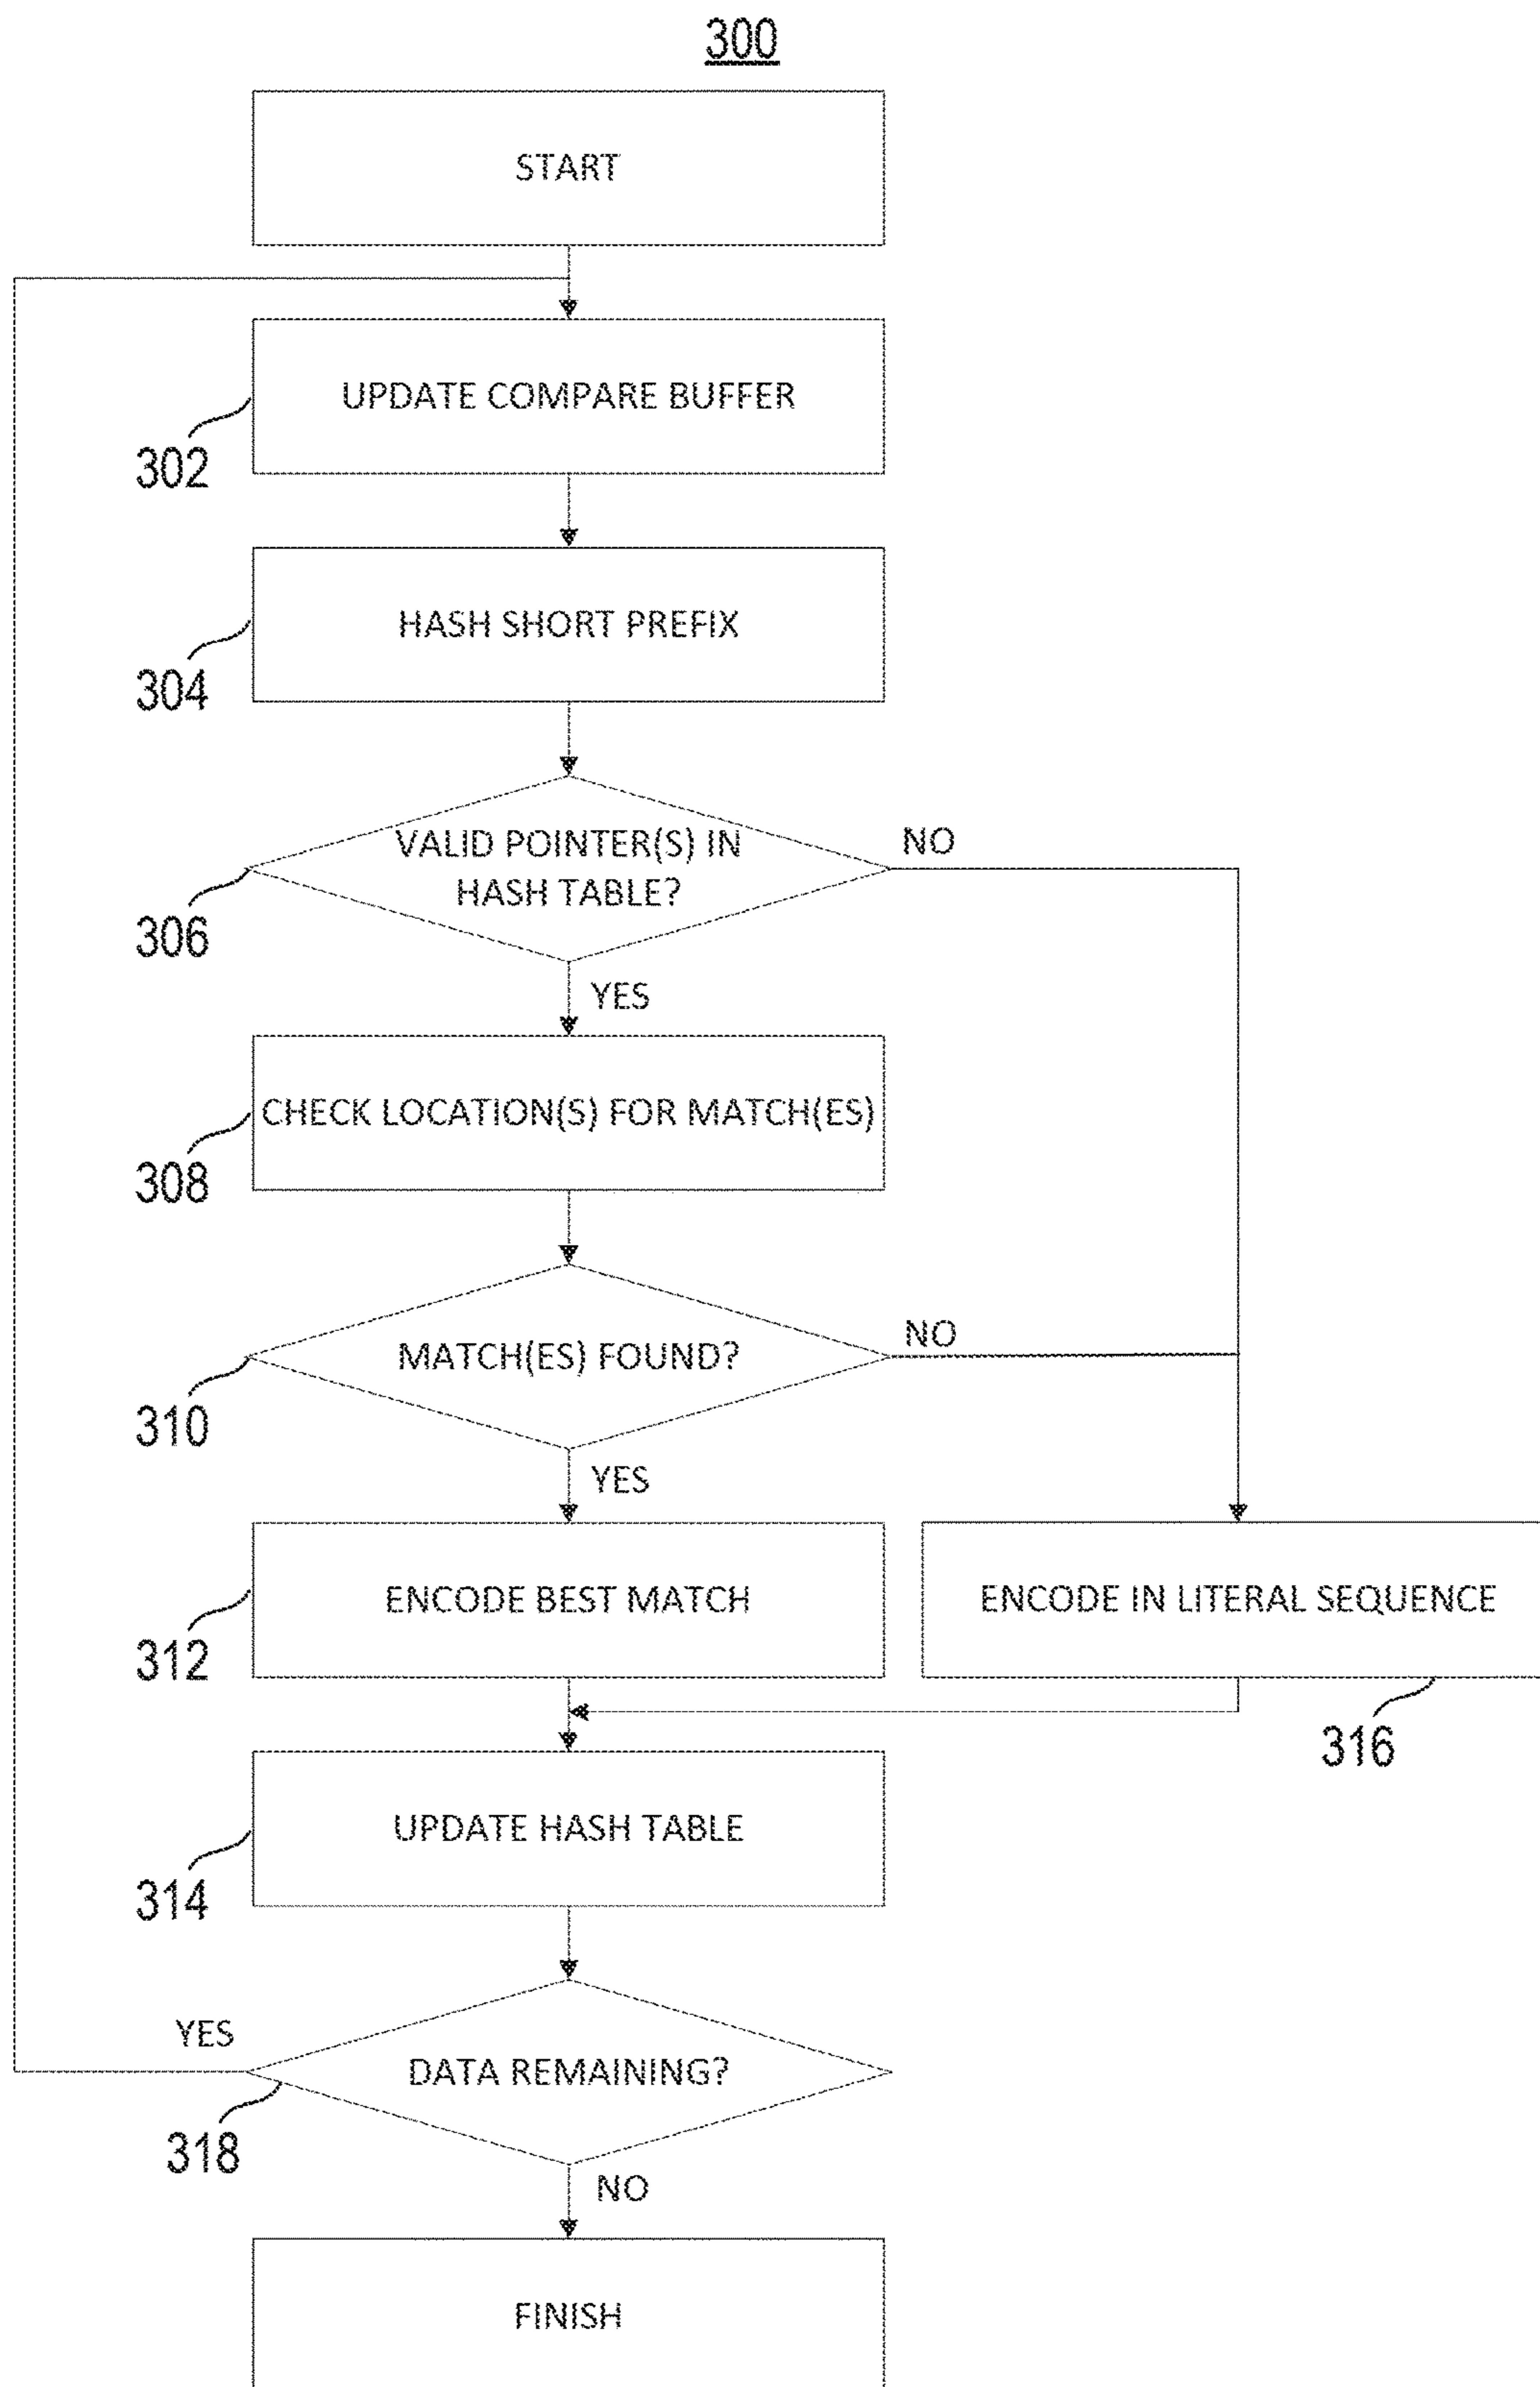 300
START
UPDATE COMPARE BUFFER
302
HASH SHORT PREFIX
304
VALID POINTER(S) IN
HASH TABLE?
NO
306
YES
CHECK LOCATION(S) FOR MATCH(ES)
308
MATCH(ES) FOUND?
NO
310
YES
ENCODE BEST MATCH
312
ENCODE IN LITERAL SEQUENCE
316
UPDATE HASH TABLE
314
YES
DATA REMAINING?
318
NO
FINISH